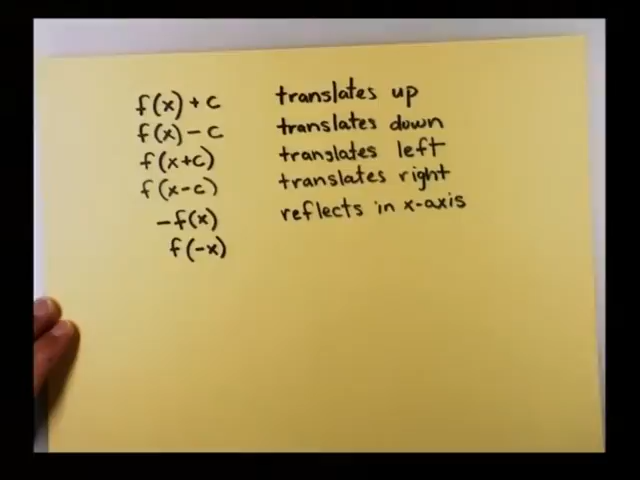 f(x) + c translates up
f(x) - c translates down
f(x+c) translates left
f(x-c) translates right
-f(x) reflects in x-axis
f(-x)